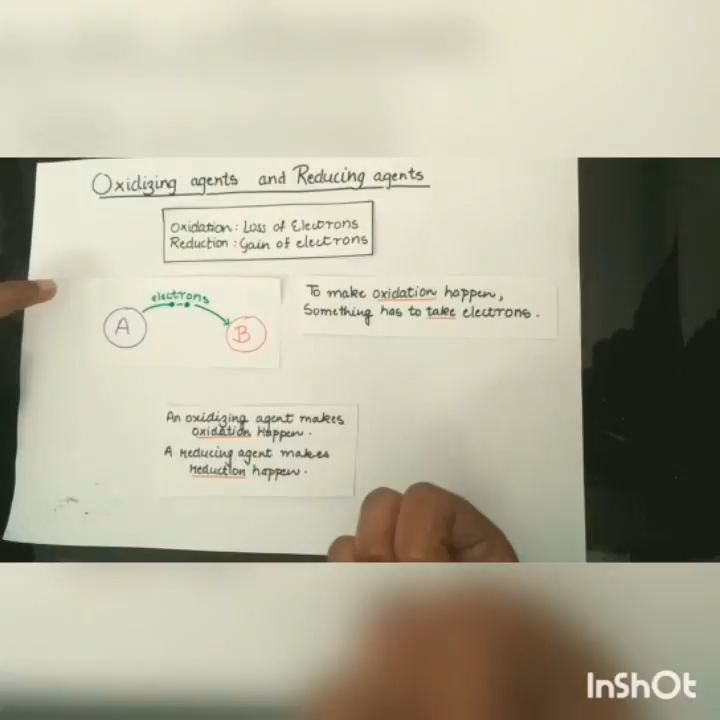 Oxidizing agents and Reducing agents
Oxidation: Loss of Electrons
Reduction: Gain of electrons
electrons
A
B
To make oxidation happen,
Something has to take electrons.
An oxidizing agent makes
oxidation happen.
A reducing agent makes
reduction happen.
InShOt